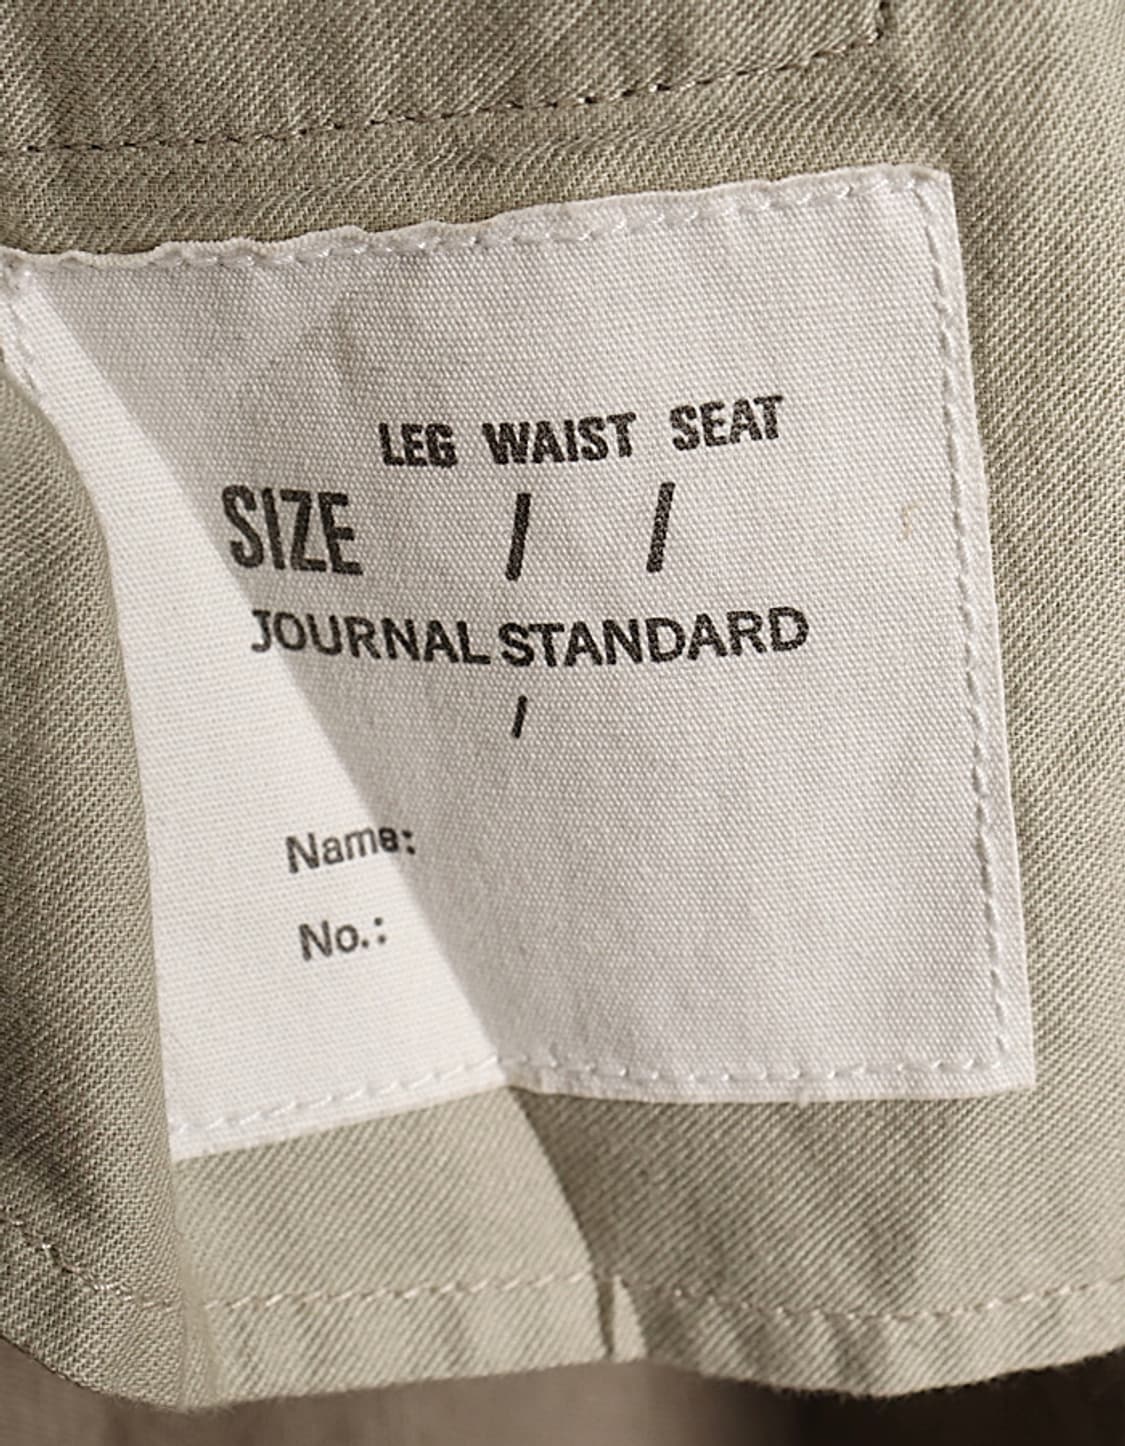 LEG WAIST SEAT
SIZE / /
JOURNAL STANDARD
/
Name:
No.: